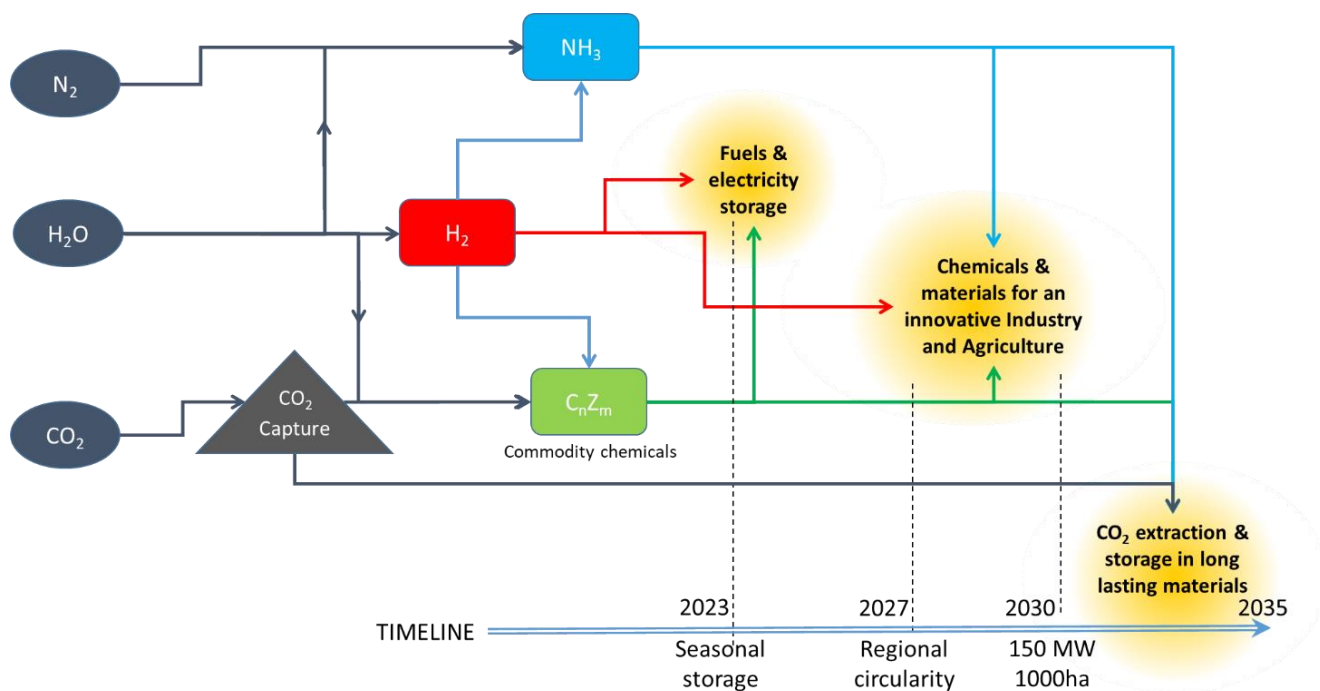 N₂
NH₃
H₂O
H₂
Fuels &
electricity
storage
Chemicals &
materials for an
innovative Industry
and Agriculture
CO₂
CO₂
Capture
CₙZₘ
Commodity chemicals
CO₂ extraction &
storage in long
lasting materials
TIMELINE
2023
2027
2030
2035
Seasonal
storage
Regional
circularity
150 MW
1000ha